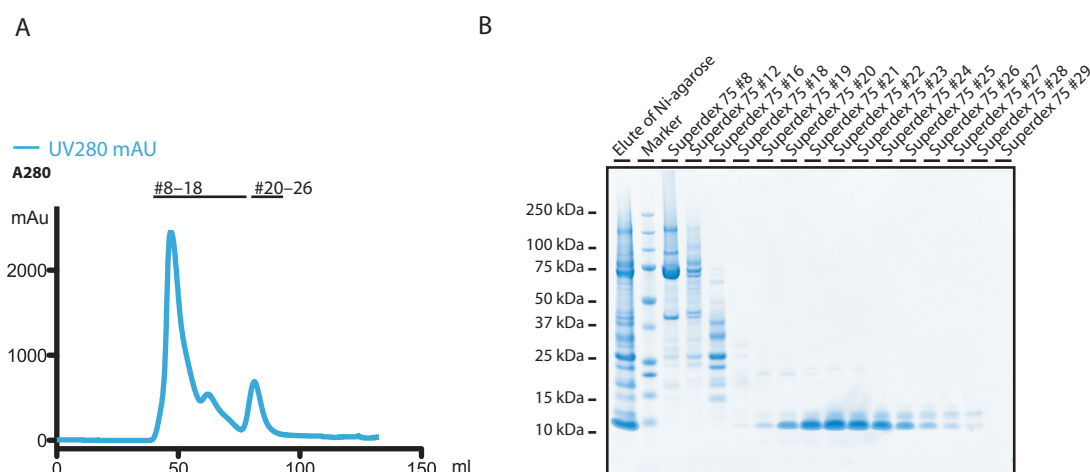 A
UV280 mAU
A280
#8–18
#20–26
mAu
2000
1000
0
0
50
100
150
ml
B
Elute of Ni-agarose
Marker
Superdex 75 #8
Superdex 75 #12
Superdex 75 #16
Superdex 75 #18
Superdex 75 #19
Superdex 75 #20
Superdex 75 #21
Superdex 75 #22
Superdex 75 #23
Superdex 75 #24
Superdex 75 #25
Superdex 75 #26
Superdex 75 #27
Superdex 75 #28
Superdex 75 #29
250 kDa
100 kDa
75 kDa
50 kDa
37 kDa
25 kDa
15 kDa
10 kDa